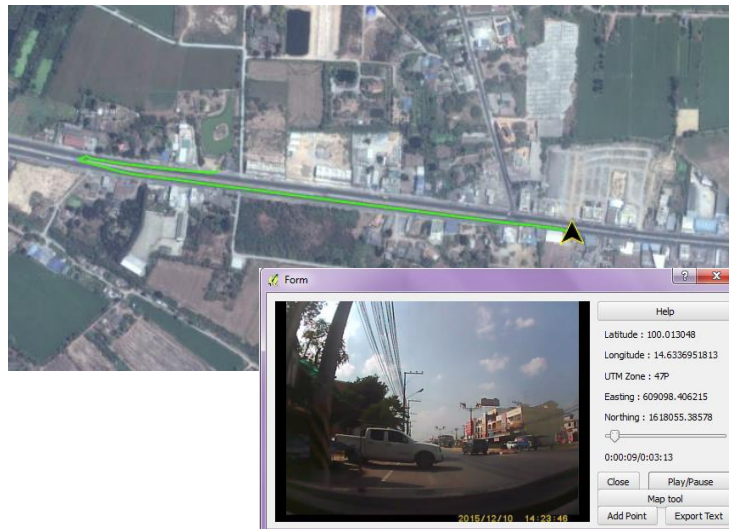 Form
Help
Latitude : 100.013048
Longitude : 14.6336951813
UTM Zone : 47P
Easting : 609098.406215
Northing : 1618055.38578
0:00:09/0:03:13
Close
Play/Pause
Map tool
Add Point
Export Text
2015/12/10 14:23:46